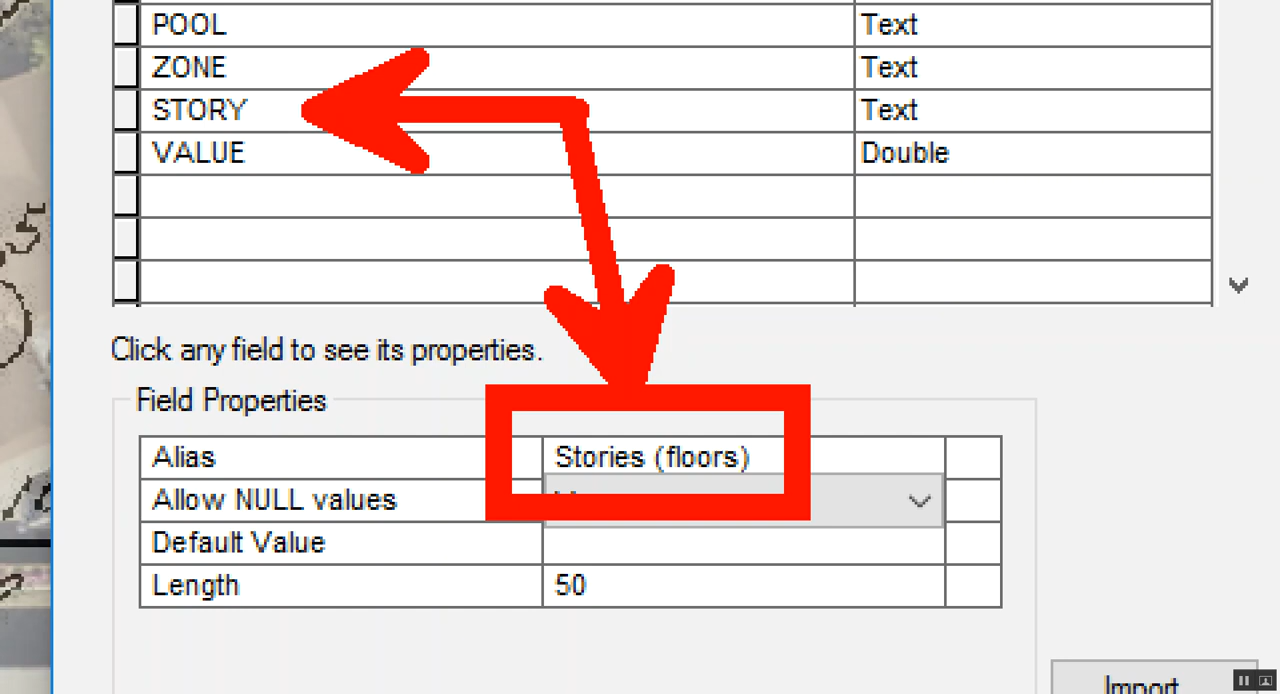 POOL Text
ZONE Text
STORY Text
VALUE Double
Click any field to see its properties.
Field Properties
Alias Stories (floors)
Allow NULL values
Default Value
Length 50
Import
5